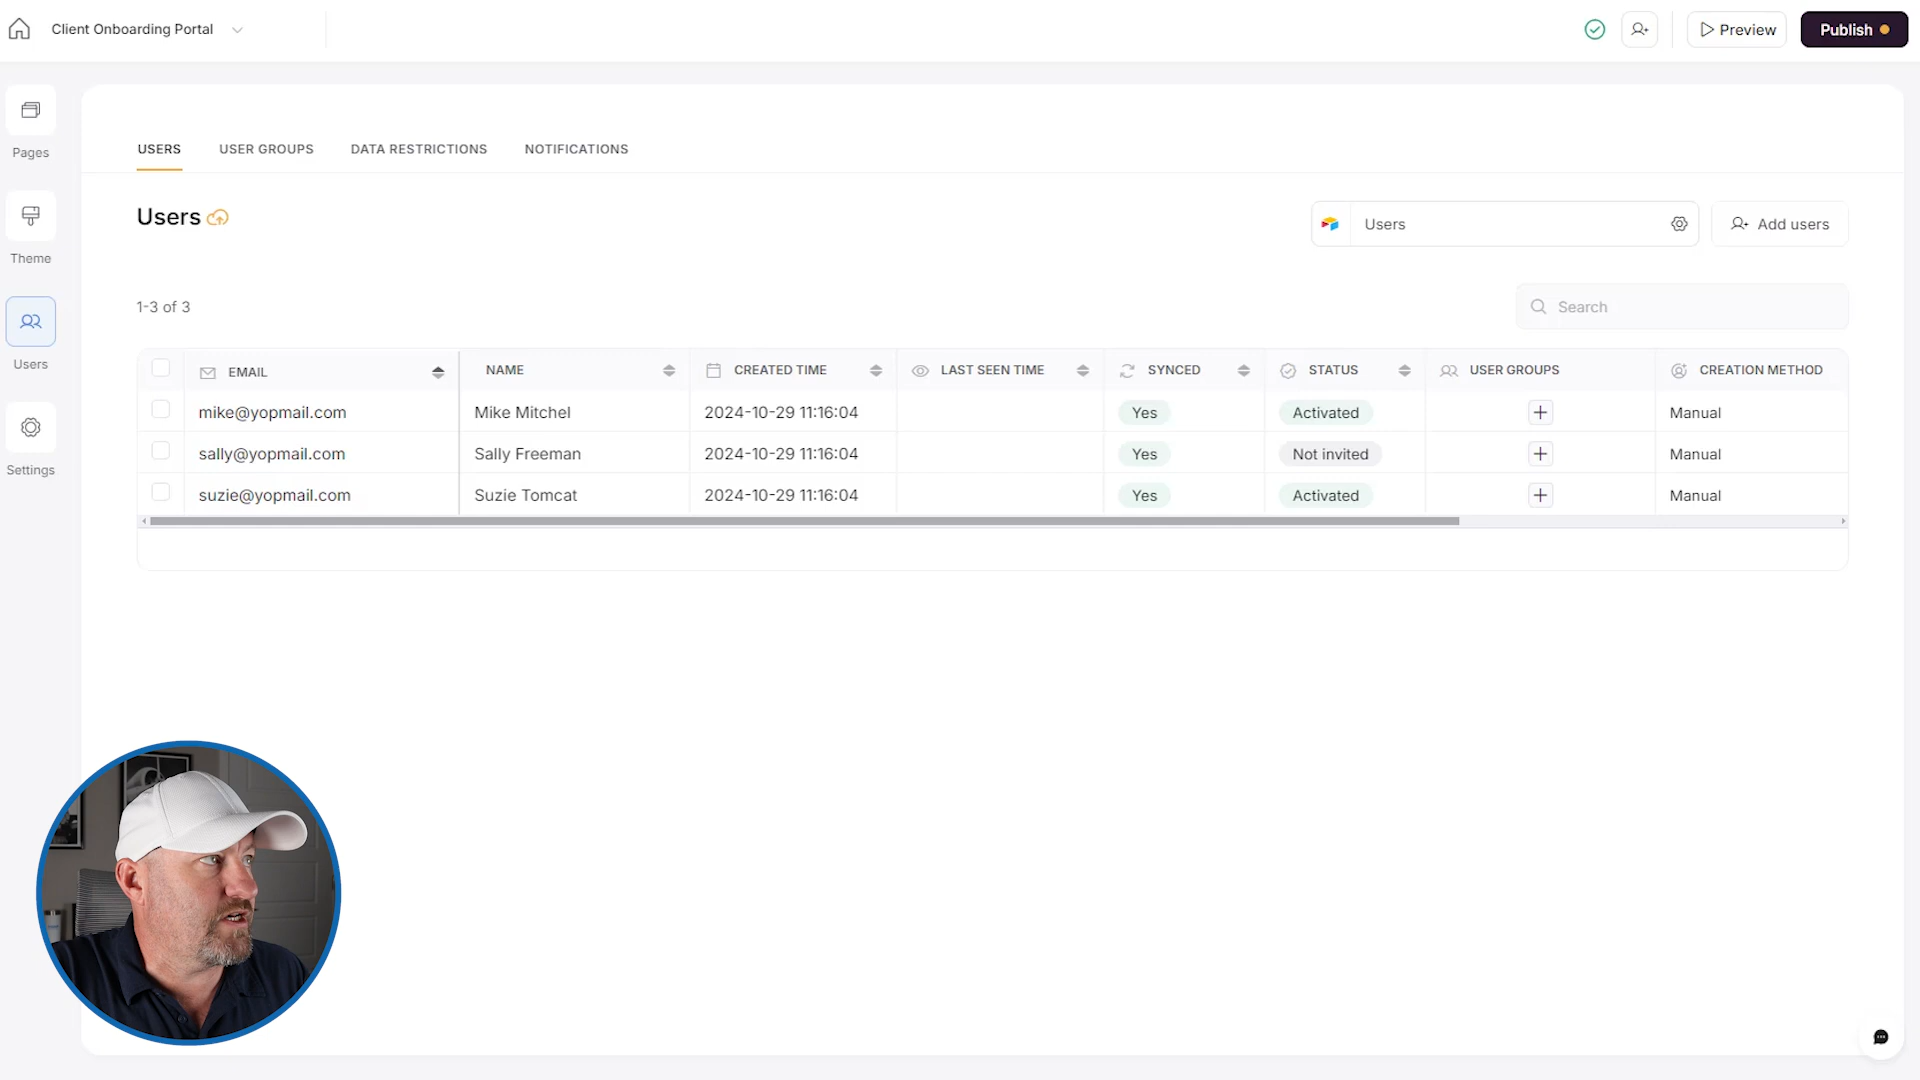 Client Onboarding Portal
Preview
Publish
Pages
Theme
Users
Settings
USERS USER GROUPS DATA RESTRICTIONS NOTIFICATIONS
Users
Users
Add users
1-3 of 3
Search
EMAIL NAME CREATED TIME LAST SEEN TIME SYNCED STATUS USER GROUPS CREATION METHOD
mike@yopmail.com Mike Mitchel 2024-10-29 11:16:04 Yes Activated Manual
sally@yopmail.com Sally Freeman 2024-10-29 11:16:04 Yes Not invited Manual
suzie@yopmail.com Suzie Tomcat 2024-10-29 11:16:04 Yes Activated Manual